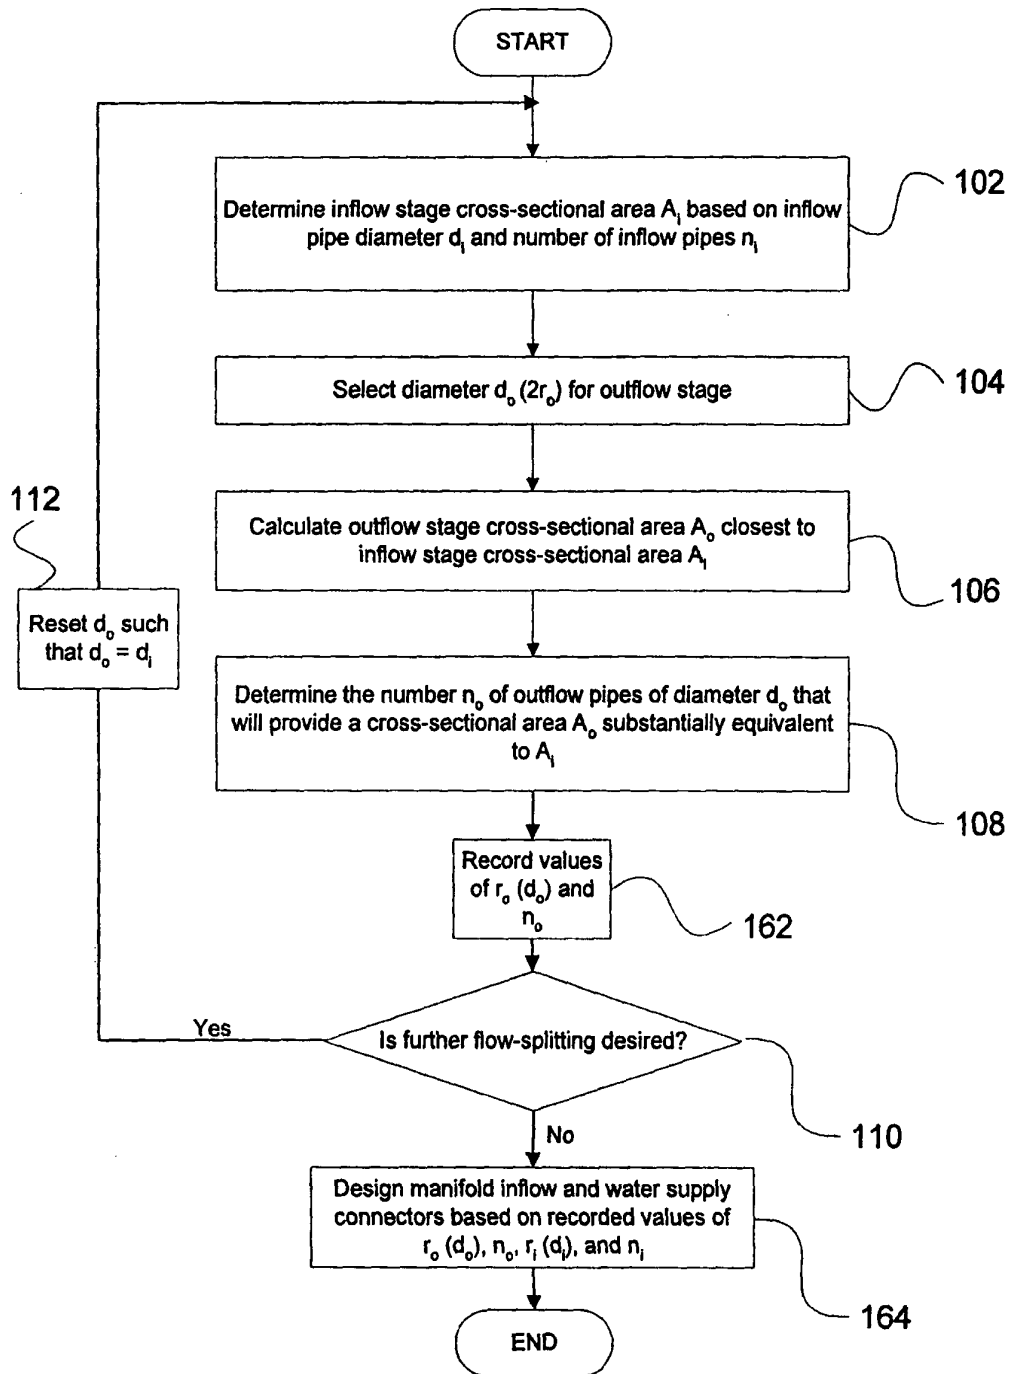 START
102
Determine inflow stage cross-sectional area Aᵢ based on inflow
pipe diameter dᵢ and number of inflow pipes nᵢ
Select diameter dₒ (2rₒ) for outflow stage
104
112
Calculate outflow stage cross-sectional area Aₒ closest to
inflow stage cross-sectional area Aᵢ
106
Reset dₒ such
that dₒ = dᵢ
Determine the number nₒ of outflow pipes of diameter dₒ that
will provide a cross-sectional area Aₒ substantially equivalent
to Aᵢ
108
Record values
of rₒ (dₒ) and
nₒ
162
Yes
Is further flow-splitting desired?
110
No
Design manifold inflow and water supply
connectors based on recorded values of
rₒ (dₒ), nₒ, rᵢ (dᵢ), and nᵢ
164
END